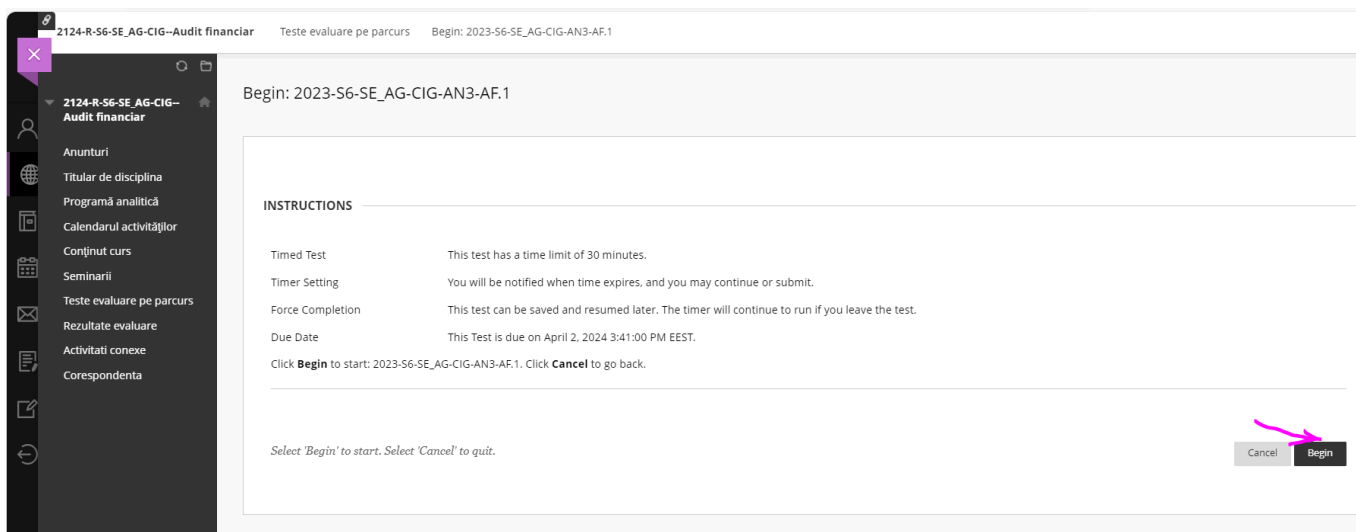 2124-R-S6-SE_AG-CIG--Audit financiar Teste evaluare pe parcurs Begin: 2023-S6-SE_AG-CIG-AN3-AF.1
2124-R-S6-SE_AG-CIG--
Audit financiar
Anunturi
Titular de disciplina
Programă analitică
Calendarul activităţilor
Conţinut curs
Seminarii
Teste evaluare pe parcurs
Rezultate evaluare
Activitati conexe
Corespondenta
Begin: 2023-S6-SE_AG-CIG-AN3-AF.1
INSTRUCTIONS
Timed Test This test has a time limit of 30 minutes.
Timer Setting You will be notified when time expires, and you may continue or submit.
Force Completion This test can be saved and resumed later. The timer will continue to run if you leave the test.
Due Date This Test is due on April 2, 2024 3:41:00 PM EEST.
Click Begin to start: 2023-S6-SE_AG-CIG-AN3-AF.1. Click Cancel to go back.
Select 'Begin' to start. Select 'Cancel' to quit.
Cancel Begin